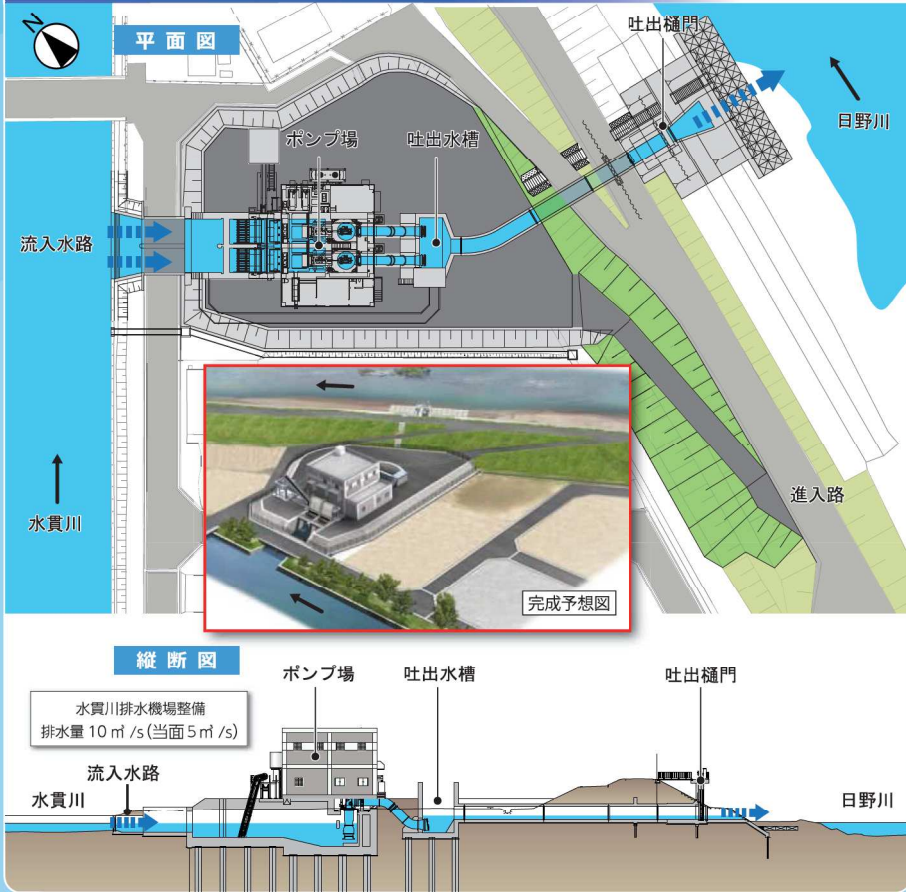 N
平面図
吐出樋門
ポンプ場
吐出水槽
日野川
流入水路
水貫川
進入路
完成予想図
縦断図
水貫川排水機場整備
排水量 10 ㎡ /s (当面 5 ㎡ /s)
ポンプ場
吐出水槽
吐出樋門
流入水路
水貫川
日野川